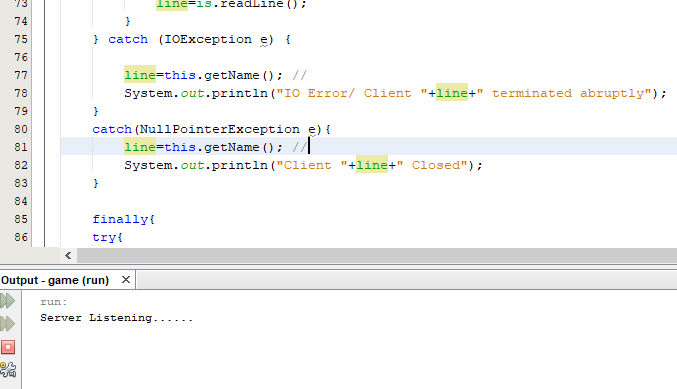 73 line=is.readLine();
74 }
75 } catch (IOException e) {
76
77 line=this.getName(); //
78 System.out.println("IO Error/ Client "+line+" terminated abruptly");
79 }
80 catch(NullPointerException e){
81 line=this.getName(); //
82 System.out.println("Client "+line+" Closed");
83 }
84
85 finally{
86 try{
Output - game (run) ×
run:
Server Listening......